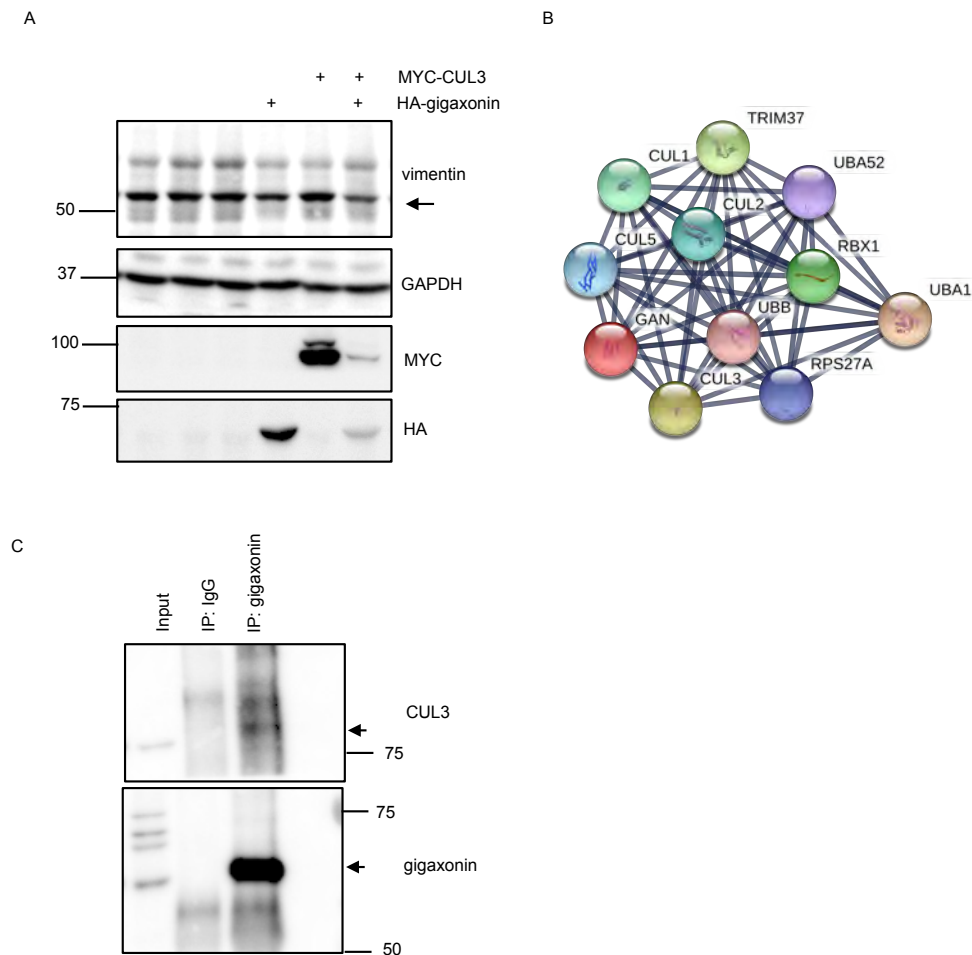 A
B
+ + MYC-CUL3
+ + HA-gigaxonin
vimentin
50
37
GAPDH
100
MYC
75
HA
TRIM37
CUL1
UBA52
CUL2
CUL5
RBX1
UBA1
GAN
UBB
RPS27A
CUL3
C
Input
IP: IgG
IP: gigaxonin
CUL3
75
75
gigaxonin
50